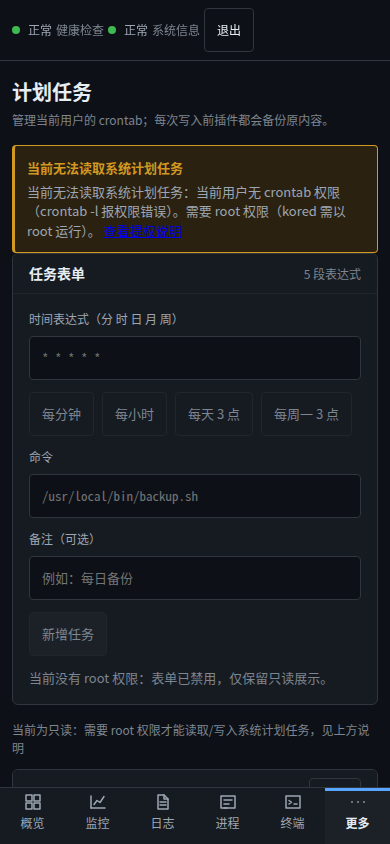 正常 健康检查 正常 系统信息 退出
计划任务
管理当前用户的 crontab；每次写入前插件都会备份原内容。
当前无法读取系统计划任务
当前无法读取系统计划任务：当前用户无 crontab 权限
（crontab -l 报权限错误）。需要 root 权限（kored 需以
root 运行）。
任务表单 5 段表达式
时间表达式（分 时 日 月 周）
* * * * *
每分钟 每小时 每天 3 点 每周一 3 点
命令
/usr/local/bin/backup.sh
备注（可选）
例如：每日备份
新增任务
当前没有 root 权限：表单已禁用，仅保留只读展示。
当前为只读：需要 root 权限才能读取/写入系统计划任务，见上方说
明
概览 监控 日志 进程 终端 更多